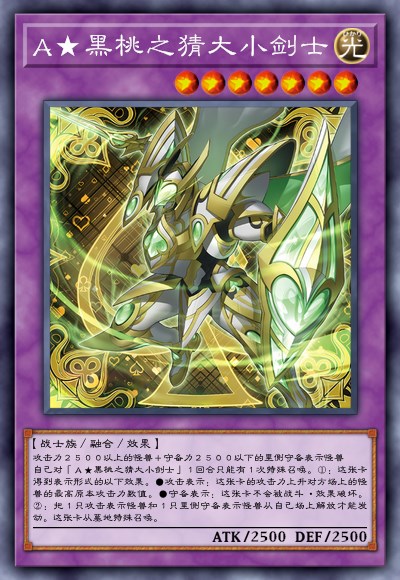 A★黑桃之猜大小剑士
光
【战士族／融合／效果】
攻击力２５００以上的怪兽＋守备力２５００以下的里侧守备表示怪兽
自己对「A★黑桃之猜大小剑士」１回合只能有１次特殊召唤。①：这张卡
得到表示形式的以下效果。●攻击表示：这张卡的攻击力上升对方场上的怪
兽的最高原本攻击力数值。●守备表示：这张卡不会被战斗·效果破坏。
②：把１只攻击表示怪兽和１只里侧守备表示怪兽从自己场上解放才能发
动。这张卡从墓地特殊召唤。
ATK/2500 DEF/2500